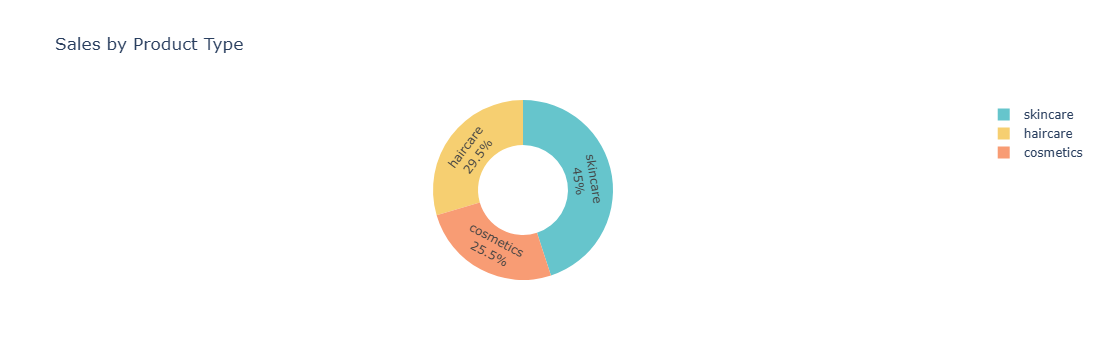 Sales by Product Type
skincare
45%
haircare
29.5%
cosmetics
25.5%
skincare
haircare
cosmetics